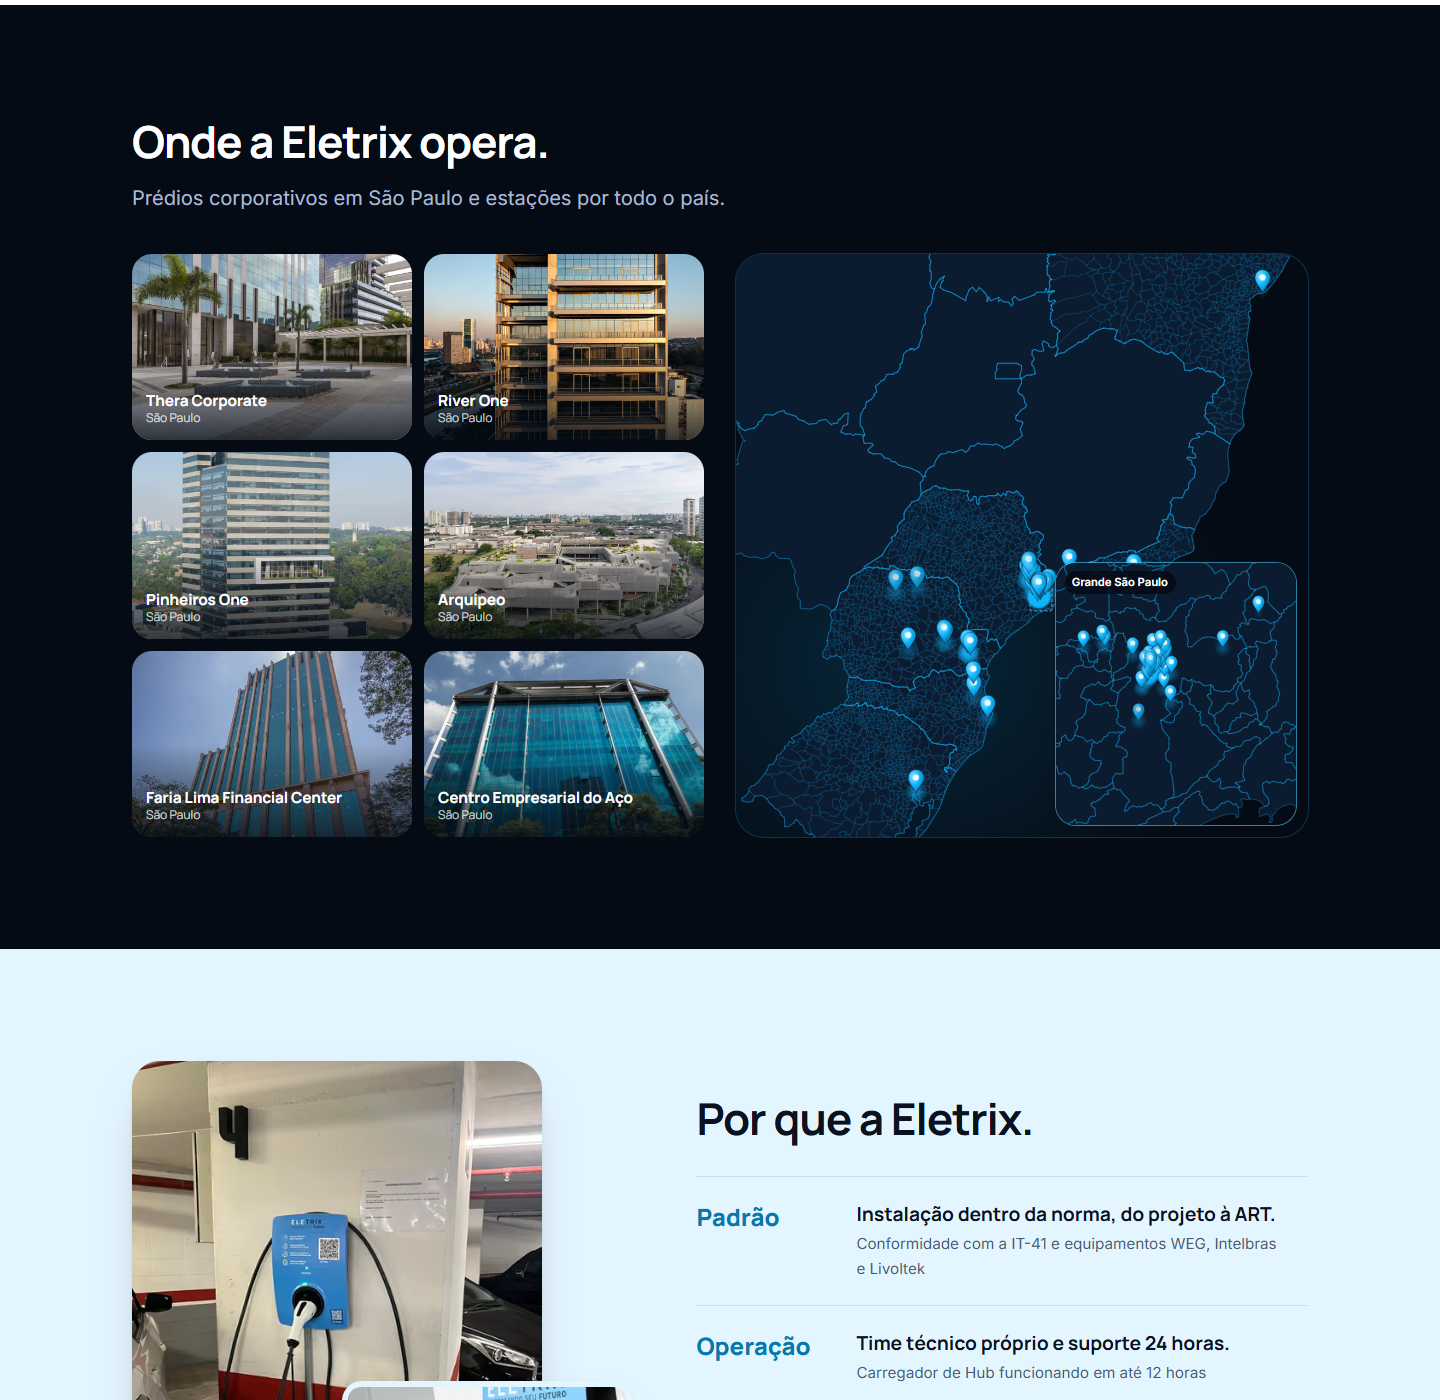 Onde a Eletrix opera.
Prédios corporativos em São Paulo e estações por todo o país.
Thera Corporate
São Paulo
River One
São Paulo
Pinheiros One
São Paulo
Arquipeo
São Paulo
Faria Lima Financial Center
São Paulo
Centro Empresarial do Aço
São Paulo
Grande São Paulo
Por que a Eletrix.
Padrão
Instalação dentro da norma, do projeto à ART.
Conformidade com a IT-41 e equipamentos WEG, Intelbras
e Livoltek
Operação
Time técnico próprio e suporte 24 horas.
Carregador de Hub funcionando em até 12 horas
ELETRIX
SEU FUTURO